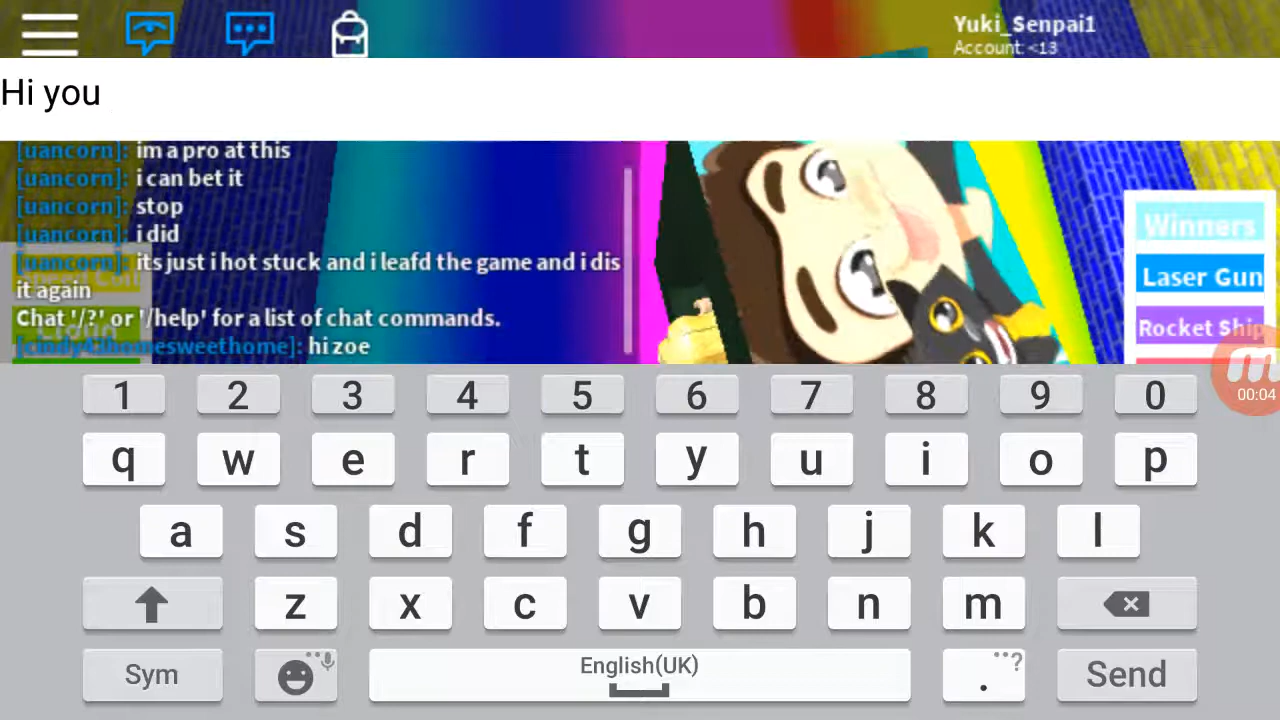 Yuki_Senpai1
Account: <13
Hi you
[uancorn]: im a pro at this
[uancorn]: i can bet it
[uancorn]: stop
[uancorn]: i did
[uancorn]: its just i hot stuck and i leafd the game and i dis
it again
Chat '/?' or '/help' for a list of chat commands.
hi zoe
Winners
Laser Gun
Rocket Ship
00:04
1 2 3 4 5 6 7 8 9 0
q w e r t y u i o p
a s d f g h j k l
z x c v b n m
Sym English(UK) . ? Send